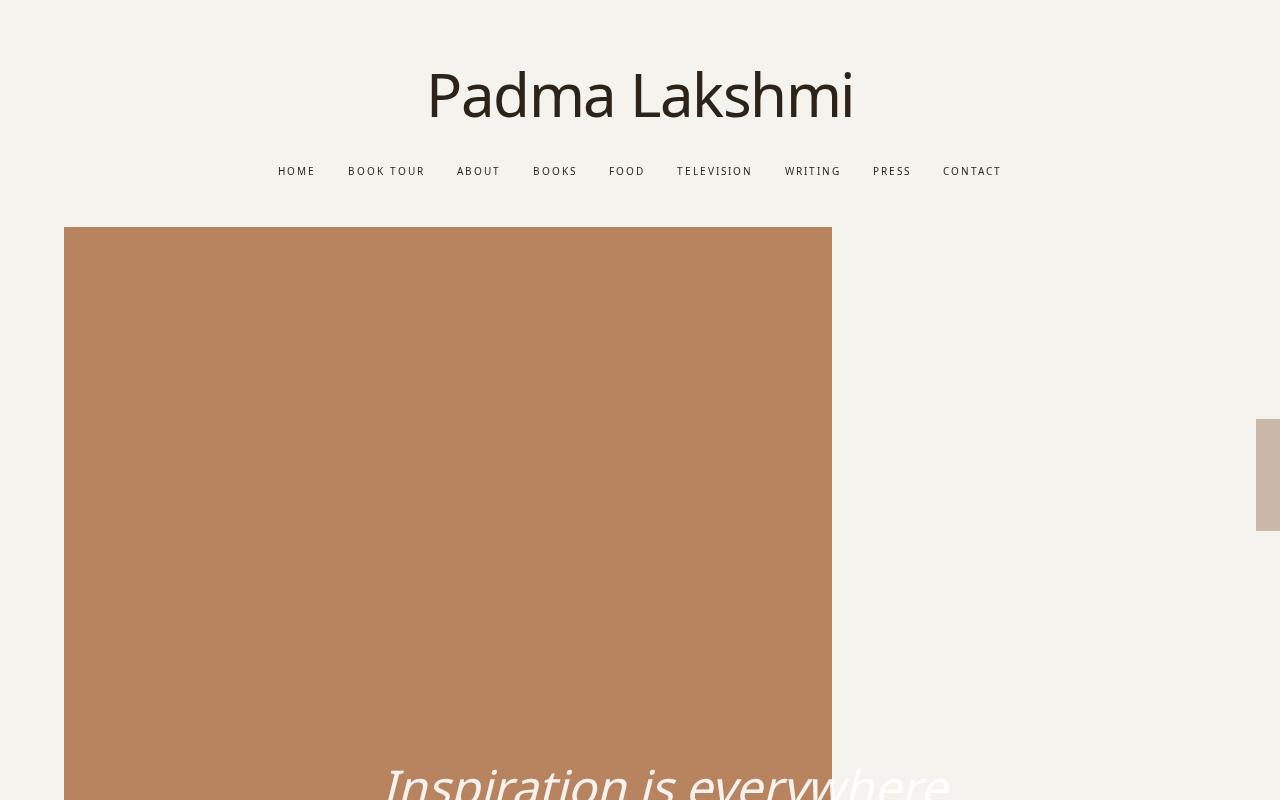 Padma Lakshmi
HOME BOOK TOUR ABOUT BOOKS FOOD TELEVISION WRITING PRESS CONTACT
Inspiration is everywhere